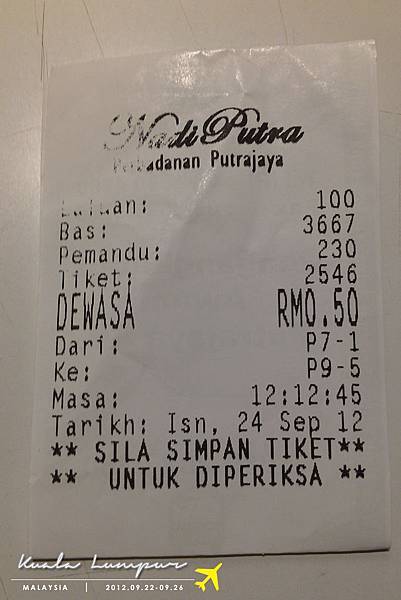 Nadi Putra
Perbadanan Putrajaya
Laluan: 100
Bas: 3667
Pemandu: 230
Tiket: 2546
DEWASA RM0.50
Dari: P7-1
Ke: P9-5
Masa: 12:12:45
Tarikh: Isn, 24 Sep 12
** SILA SIMPAN TIKET**
** UNTUK DIPERIKSA **
Kuala Lumpur
MALAYSIA | 2012.09.22-09.26